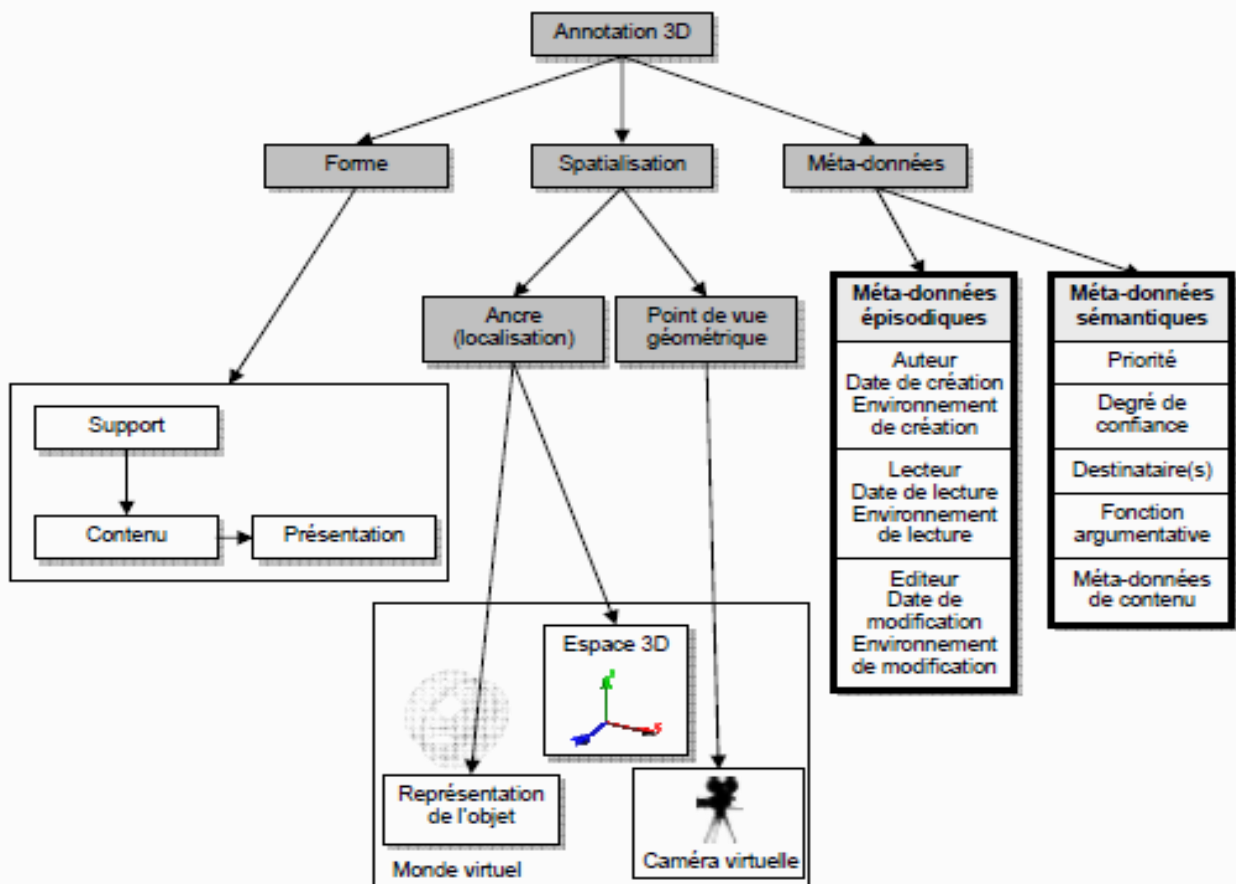 Annotation 3D
Forme
Spatialisation
Méta-données
Ancre
(localisation)
Point de vue
géométrique
Méta-données
épisodiques
Auteur
Date de création
Environnement
de création
Lecteur
Date de lecture
Environnement
de lecture
Editeur
Date de
modification
Environnement
de modification
Méta-données
sémantiques
Priorité
Degré de
confiance
Destinataire(s)
Fonction
argumentative
Méta-données
de contenu
Support
Contenu
Présentation
Espace 3D
Représentation
de l'objet
Monde virtuel
Caméra virtuelle